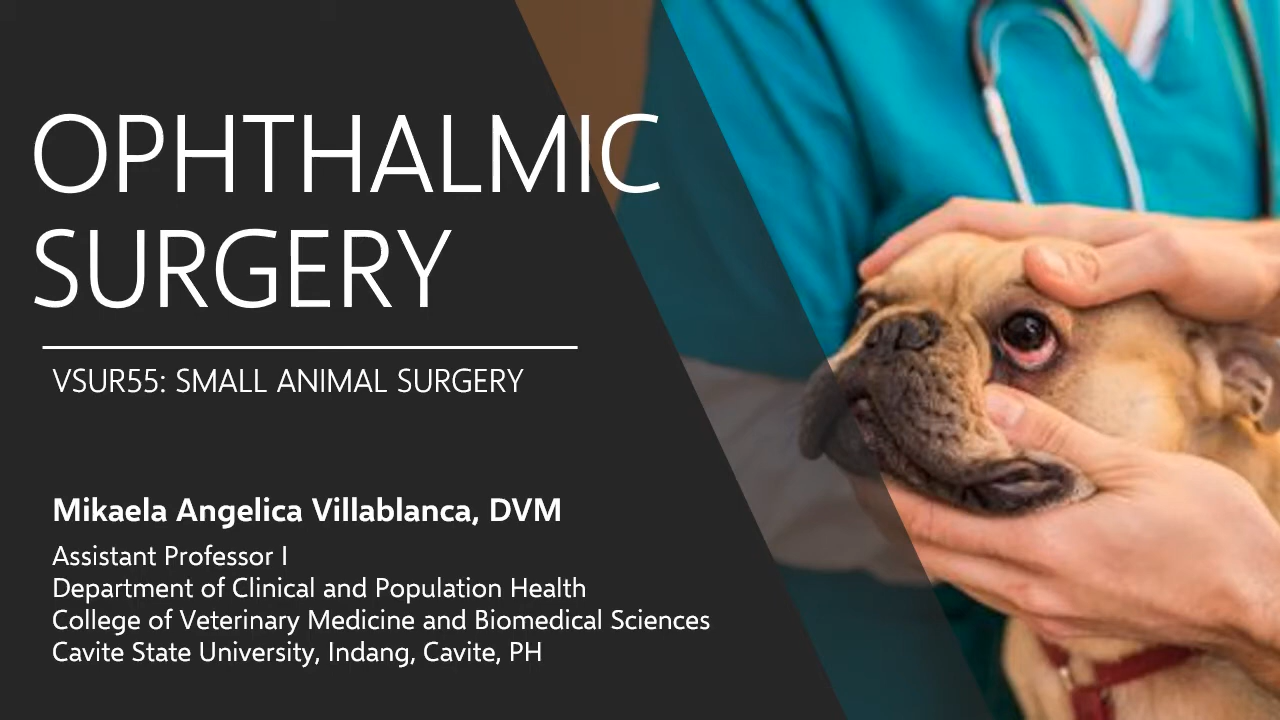 OPHTHALMIC
SURGERY
VSUR55: SMALL ANIMAL SURGERY
Mikaela Angelica Villablanca, DVM
Assistant Professor I
Department of Clinical and Population Health
College of Veterinary Medicine and Biomedical Sciences
Cavite State University, Indang, Cavite, PH